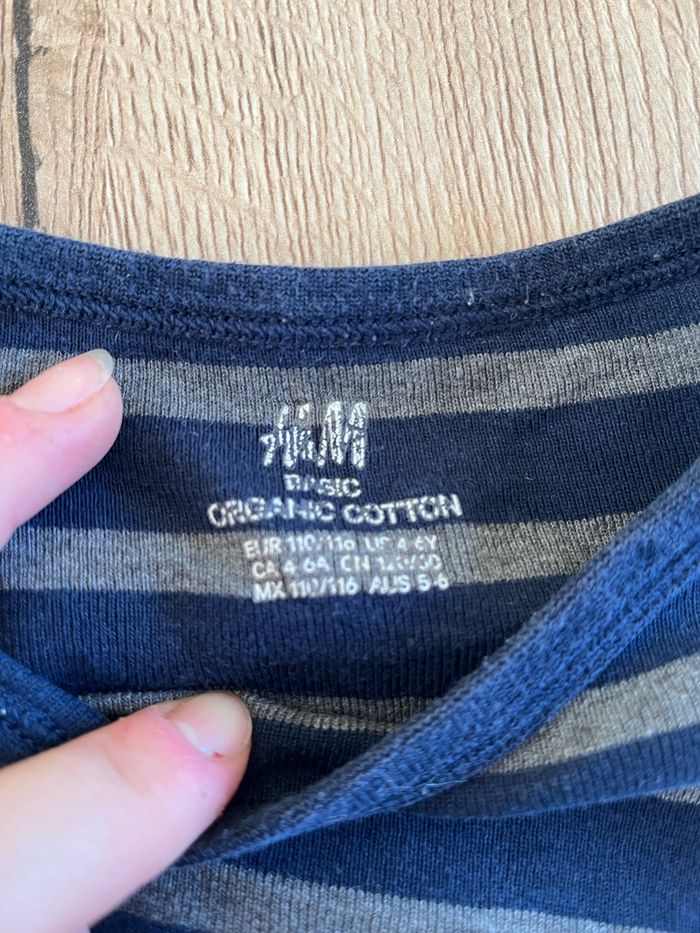 H&M
BASIC
ORGANIC COTTON
EUR 110/116 US 4-6Y
CA 4-6A CN
MX 110/116 AUS 5-6